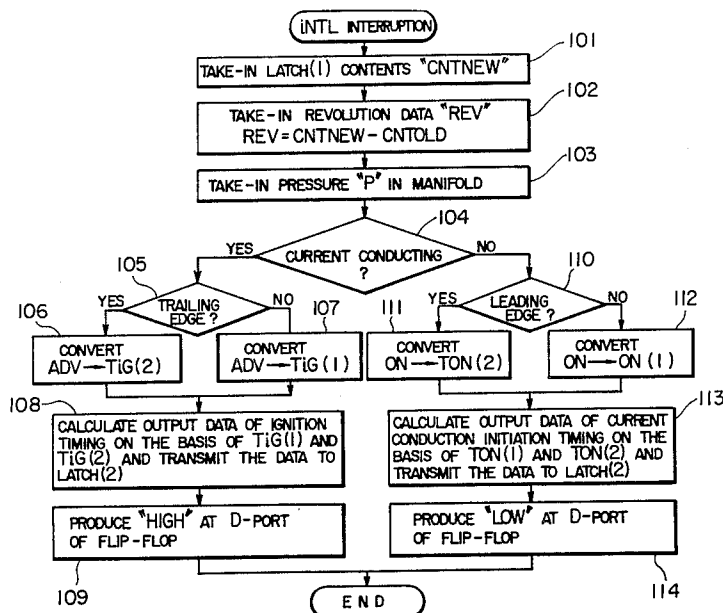 iNTL INTERRUPTION
101
TAKE-IN LATCH(1) CONTENTS "CNTNEW"
102
TAKE-IN REVOLUTION DATA "REV"
REV = CNTNEW - CNTOLD
103
TAKE-IN PRESSURE "P" IN MANIFOLD
104
YES
CURRENT CONDUCTING
?
NO
105
110
YES
TRAILING
EDGE ?
NO
YES
LEADING
EDGE ?
NO
106
107
111
112
CONVERT
ADV → TiG(2)
CONVERT
ADV → TiG(1)
CONVERT
ON → TON(2)
CONVERT
ON → ON(1)
108
CALCULATE OUTPUT DATA OF IGNITION
TIMING ON THE BASIS OF TiG(1) AND
TiG(2) AND TRANSMIT THE DATA TO
LATCH(2)
113
CALCULATE OUTPUT DATA OF CURRENT
CONDUCTION INITIATION TIMING ON THE
BASIS OF TON(1) AND TON(2) AND
TRANSMIT THE DATA TO LATCH(2)
PRODUCE "HIGH" AT D-PORT
OF FLIP-FLOP
109
PRODUCE "LOW" AT D-PORT
OF FLIP-FLOP
114
END